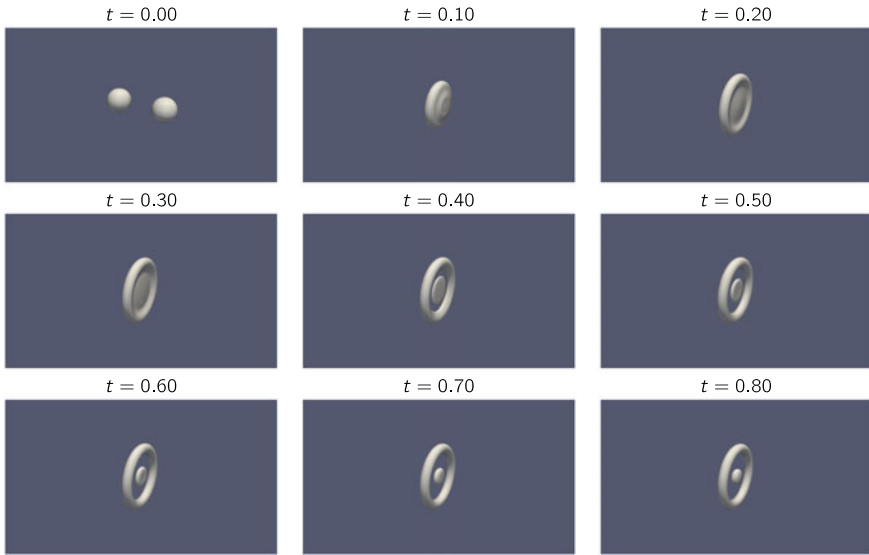 t = 0.00
t = 0.10
t = 0.20
t = 0.30
t = 0.40
t = 0.50
t = 0.60
t = 0.70
t = 0.80